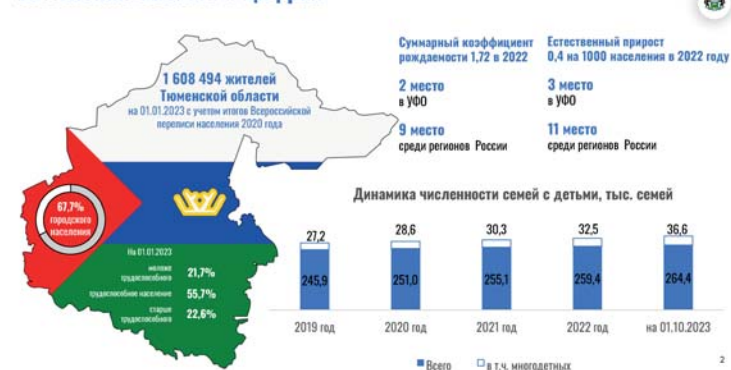 1 608 494 жителей
Тюменской области
на 01.01.2023 с учетом итогов Всероссийской
переписи населения 2020 года
67,7%
городского
населения
На 01.01.2023
моложе
трудоспособного
21,7%
трудоспособное население
55,7%
старше
трудоспособного
22,6%
Суммарный коэффициент
рождаемости 1,72 в 2022
2 место
в УФО
9 место
среди регионов России
Естественный прирост
0,4 на 1000 населения в 2022 году
3 место
в УФО
11 место
среди регионов России
Динамика численности семей с детьми, тыс. семей
27,2
28,6
30,3
32,5
36,6
245,9
251,0
255,1
259,4
264,4
2019 год
2020 год
2021 год
2022 год
на 01.10.2023
Всего
в т.ч. многодетных
2